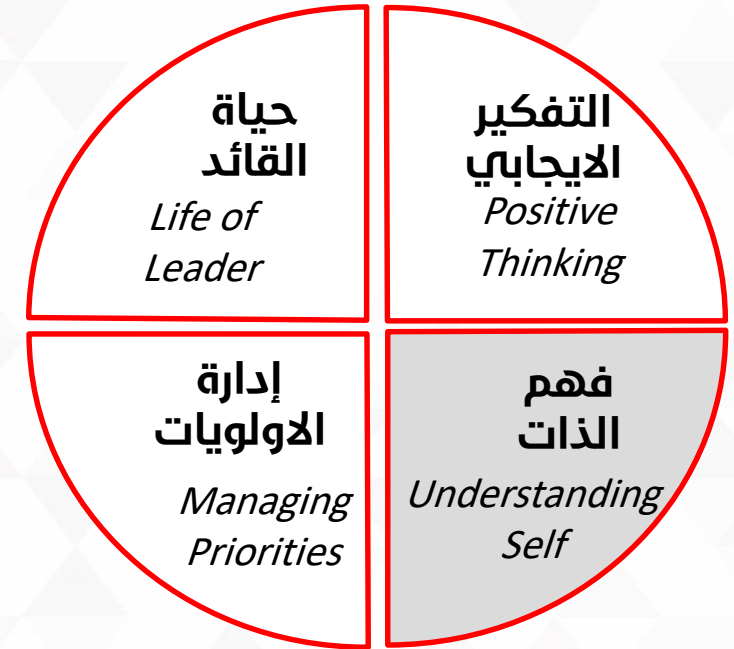 التفكير
الايجابي
Positive
Thinking
حياة
القائد
Life of
Leader
فهم
الذات
Understanding
Self
إدارة
الاولويات
Managing
Priorities